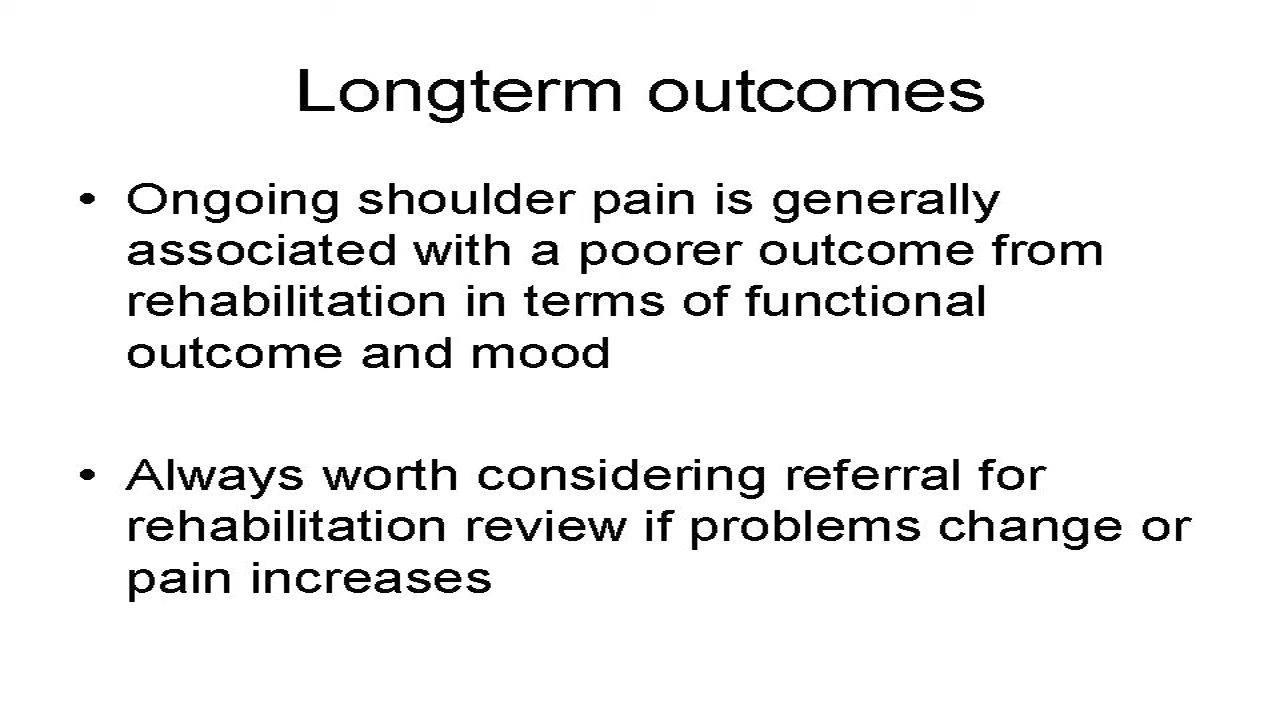 Longterm outcomes
• Ongoing shoulder pain is generally
associated with a poorer outcome from
rehabilitation in terms of functional
outcome and mood
• Always worth considering referral for
rehabilitation review if problems change or
pain increases